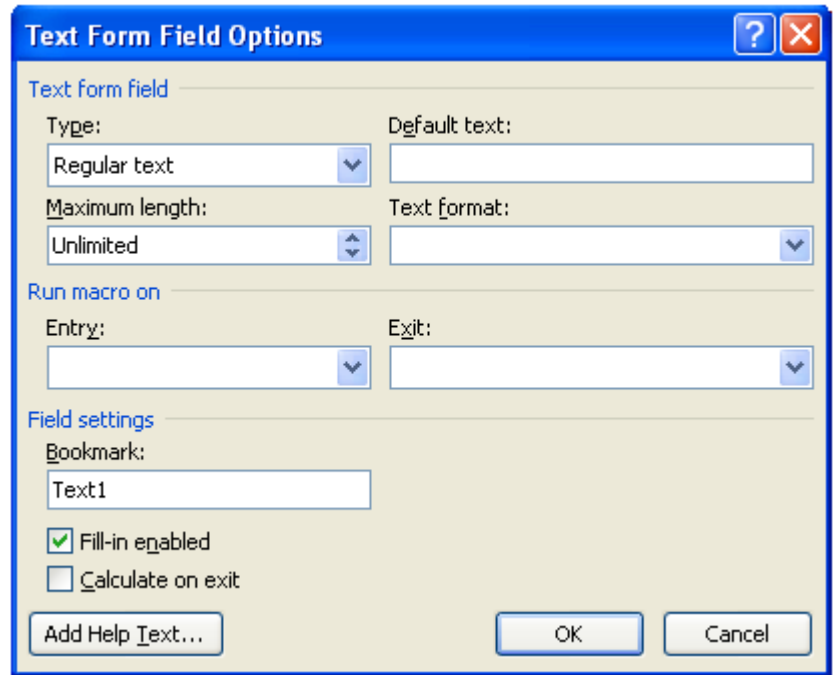 Text Form Field Options ?
Text form field
Type: Default text:
Regular text
Maximum length: Text format:
Unlimited
Run macro on
Entry: Exit:
Field settings
Bookmark:
Text1
Fill-in enabled
Calculate on exit
Add Help Text... OK Cancel